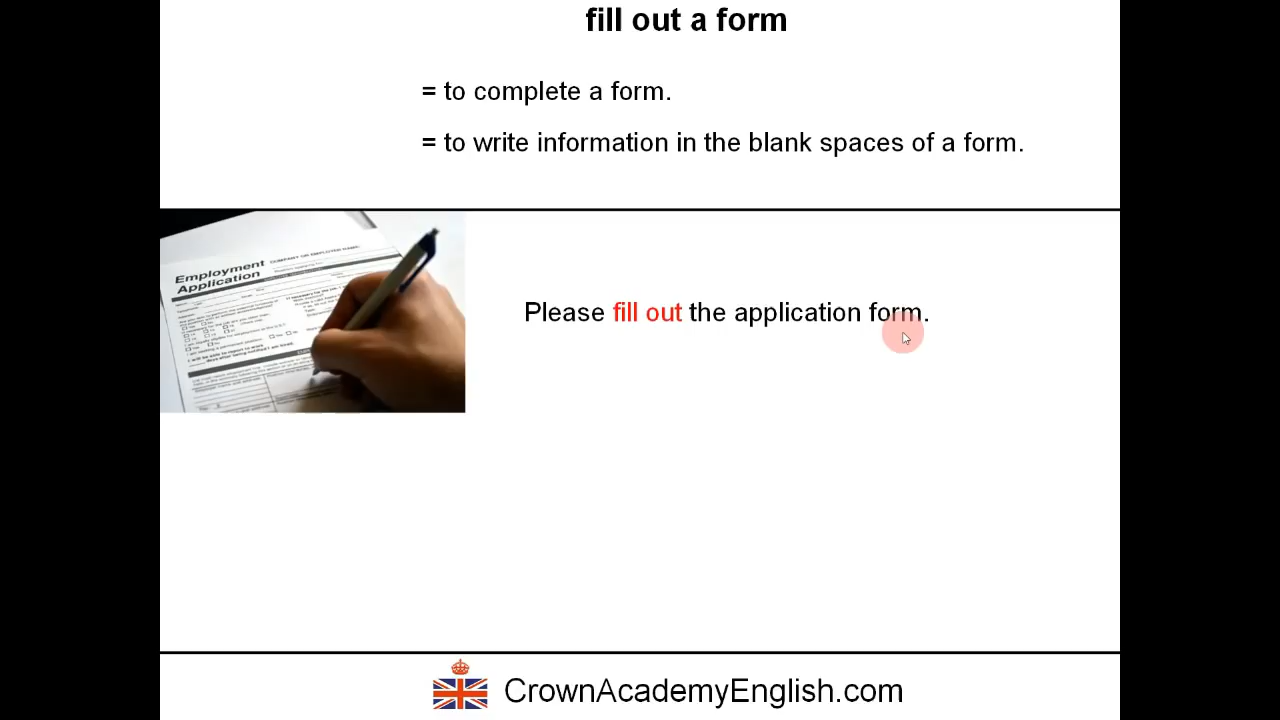 fill out a form
= to complete a form.
= to write information in the blank spaces of a form.
Employment
Application
Please fill out the application form.
CrownAcademyEnglish.com